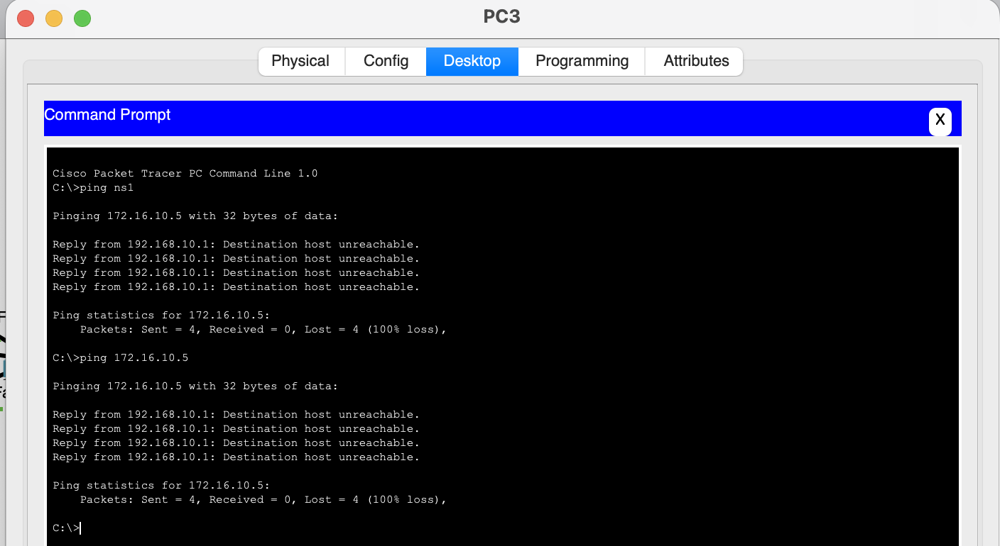 PC3
Physical Config Desktop Programming Attributes
Command Prompt X
Cisco Packet Tracer PC Command Line 1.0
C:\>ping ns1
Pinging 172.16.10.5 with 32 bytes of data:
Reply from 192.168.10.1: Destination host unreachable.
Reply from 192.168.10.1: Destination host unreachable.
Reply from 192.168.10.1: Destination host unreachable.
Reply from 192.168.10.1: Destination host unreachable.
Ping statistics for 172.16.10.5:
    Packets: Sent = 4, Received = 0, Lost = 4 (100% loss),
C:\>ping 172.16.10.5
Pinging 172.16.10.5 with 32 bytes of data:
Reply from 192.168.10.1: Destination host unreachable.
Reply from 192.168.10.1: Destination host unreachable.
Reply from 192.168.10.1: Destination host unreachable.
Reply from 192.168.10.1: Destination host unreachable.
Ping statistics for 172.16.10.5:
    Packets: Sent = 4, Received = 0, Lost = 4 (100% loss),
C:\>